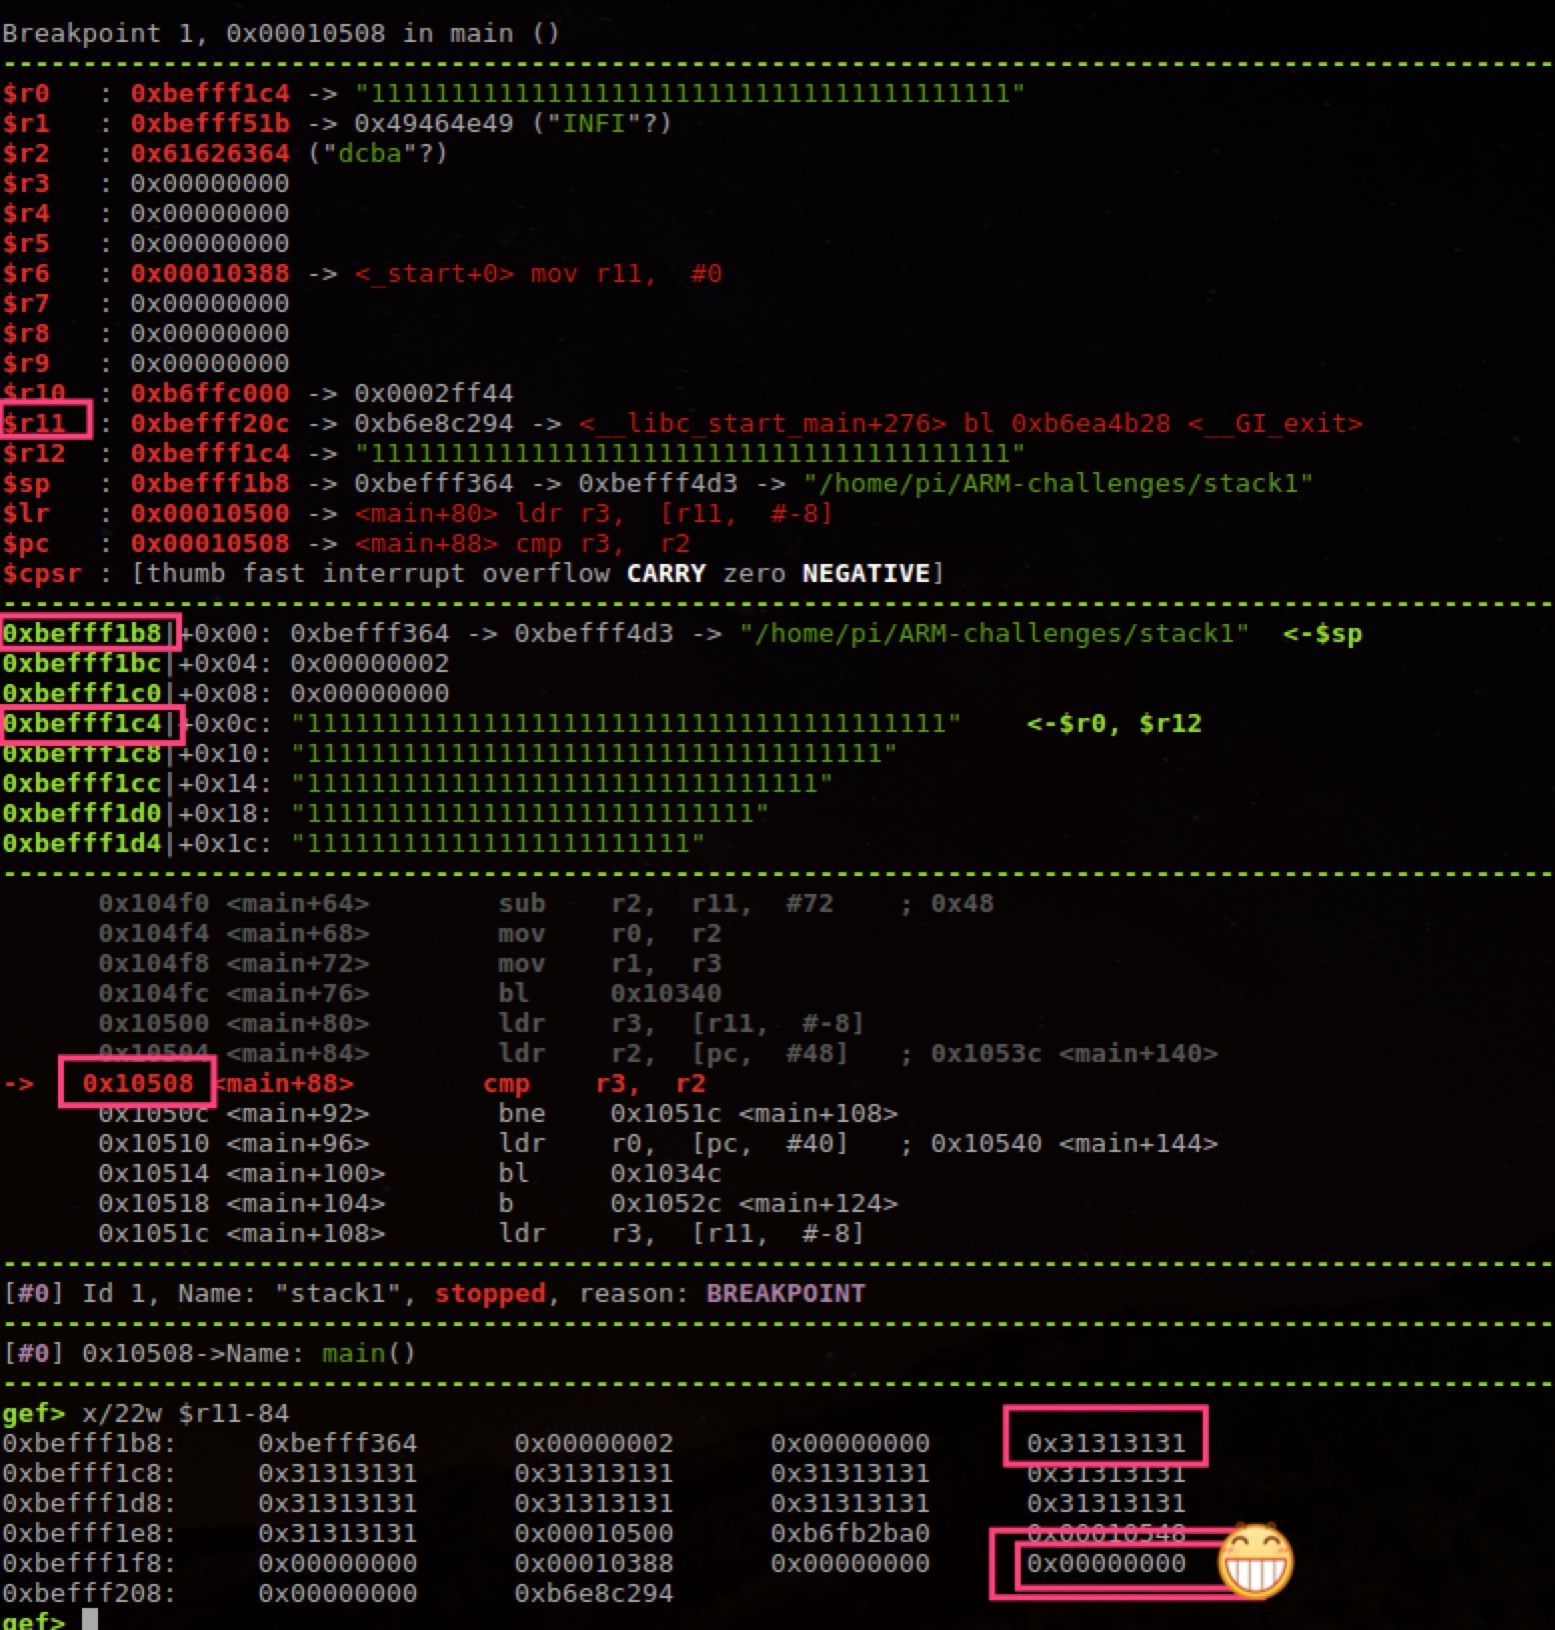 Breakpoint 1, 0x00010508 in main ()
$r0   : 0xbefff1c4 -> "1111111111111111111111111111111111111111"
$r1   : 0xbefff51b -> 0x49464e49 ("INFI"?)
$r2   : 0x61626364 ("dcba"?)
$r3   : 0x00000000
$r4   : 0x00000000
$r5   : 0x00000000
$r6   : 0x00010388 -> <_start+0> mov r11,  #0
$r7   : 0x00000000
$r8   : 0x00000000
$r9   : 0x00000000
$r10  : 0xb6ffc000 -> 0x0002ff44
$r11  : 0xbefff20c -> 0xb6e8c294 -> <__libc_start_main+276> bl 0xb6ea4b28 <__GI_exit>
$r12  : 0xbefff1c4 -> "1111111111111111111111111111111111111111"
$sp   : 0xbefff1b8 -> 0xbefff364 -> 0xbefff4d3 -> "/home/pi/ARM-challenges/stack1"
$lr   : 0x00010500 -> <main+80> ldr r3,  [r11,  #-8]
$pc   : 0x00010508 -> <main+88> cmp r3,  r2
$cpsr : [thumb fast interrupt overflow CARRY zero NEGATIVE]
0xbefff1b8|+0x00: 0xbefff364 -> 0xbefff4d3 -> "/home/pi/ARM-challenges/stack1"  <-$sp
0xbefff1bc|+0x04: 0x00000002
0xbefff1c0|+0x08: 0x00000000
0xbefff1c4|+0x0c: "1111111111111111111111111111111111111111"    <-$r0, $r12
0xbefff1c8|+0x10: "111111111111111111111111111111111111"
0xbefff1cc|+0x14: "11111111111111111111111111111111"
0xbefff1d0|+0x18: "1111111111111111111111111111"
0xbefff1d4|+0x1c: "111111111111111111111111"
0x104f0 <main+64>        sub    r2,  r11,  #72    ; 0x48
0x104f4 <main+68>        mov    r0,  r2
0x104f8 <main+72>        mov    r1,  r3
0x104fc <main+76>        bl     0x10340
0x10500 <main+80>        ldr    r3,  [r11,  #-8]
0x10504 <main+84>        ldr    r2,  [pc,  #48]   ; 0x1053c <main+140>
->   0x10508 <main+88>        cmp    r3,  r2
0x1050c <main+92>        bne    0x1051c <main+108>
0x10510 <main+96>        ldr    r0,  [pc,  #40]   ; 0x10540 <main+144>
0x10514 <main+100>       bl     0x1034c
0x10518 <main+104>       b      0x1052c <main+124>
0x1051c <main+108>       ldr    r3,  [r11,  #-8]
[#0] Id 1, Name: "stack1", stopped, reason: BREAKPOINT
[#0] 0x10508->Name: main()
gef> x/22w $r11-84
0xbefff1b8:     0xbefff364      0x00000002      0x00000000      0x31313131
0xbefff1c8:     0x31313131      0x31313131      0x31313131      0x31313131
0xbefff1d8:     0x31313131      0x31313131      0x31313131      0x31313131
0xbefff1e8:     0x31313131      0x00010500      0xb6fb2ba0      0x00010548
0xbefff1f8:     0x00000000      0x00010388      0x00000000      0x00000000
0xbefff208:     0x00000000      0xb6e8c294
gef>